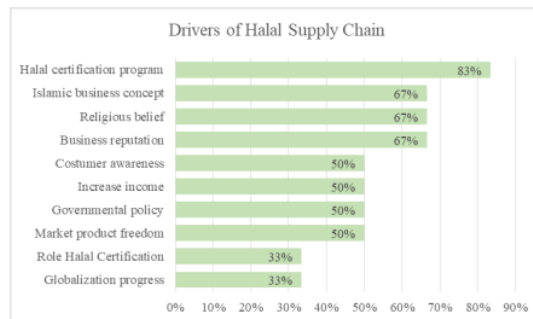 Drivers of Halal Supply Chain
Halal certification program 83%
Islamic business concept 67%
Religious belief 67%
Business reputation 67%
Costumer awareness 50%
Increase income 50%
Governmental policy 50%
Market product freedom 50%
Role Halal Certification 33%
Globalization progress 33%
0% 10% 20% 30% 40% 50% 60% 70% 80% 90%